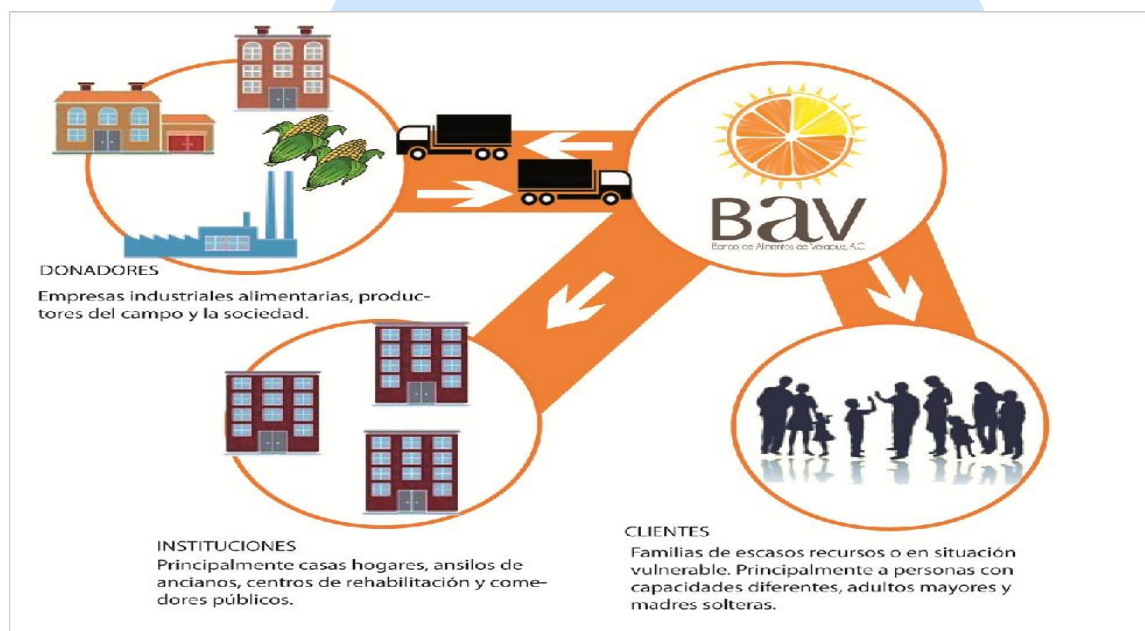 BaV
Banco de Alimentos de Veracruz, A.C.
DONADORES
Empresas industriales alimentarias, produc-
tores del campo y la sociedad.
INSTITUCIONES
Principalmente casas hogares, ansilos de
ancianos, centros de rehabilitación y come-
dores públicos.
CLIENTES
Familias de escasos recursos o en situación
vulnerable. Principalmente a personas con
capacidades diferentes, adultos mayores y
madres solteras.